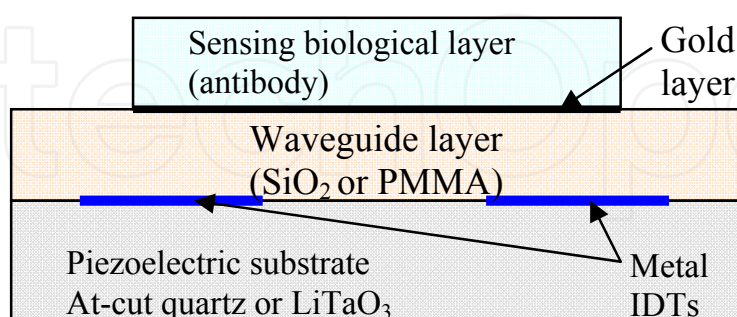 Sensing biological layer
(antibody)
Gold
layer
Waveguide layer
(SiO₂ or PMMA)
Piezoelectric substrate
At-cut quartz or LiTaO₃
Metal
IDTs